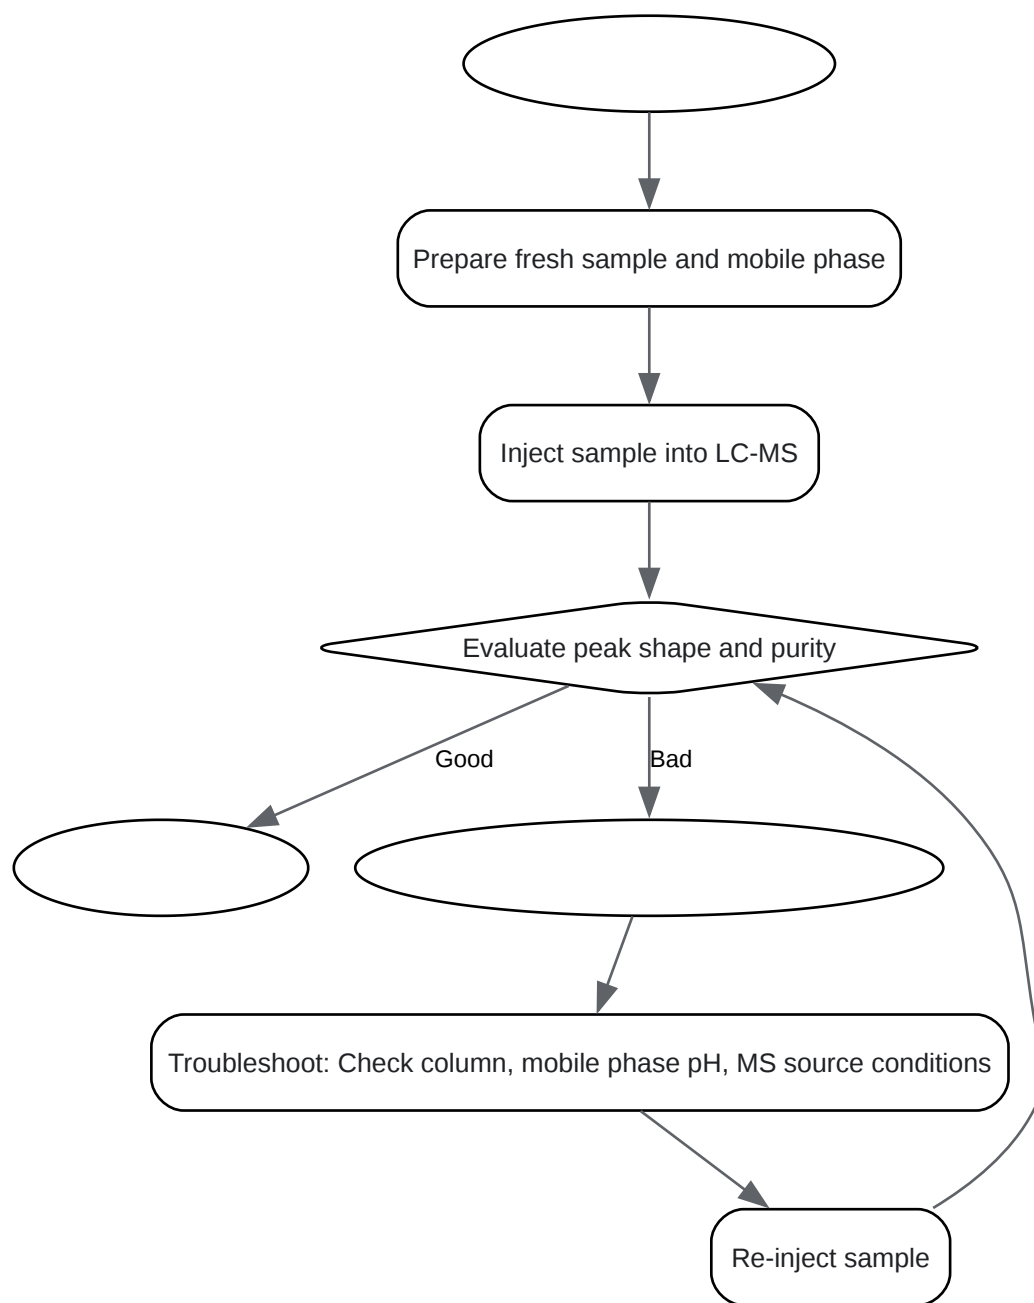 Prepare fresh sample and mobile phase
Inject sample into LC-MS
Evaluate peak shape and purity
Good
Bad
Troubleshoot: Check column, mobile phase pH, MS source conditions
Re-inject sample